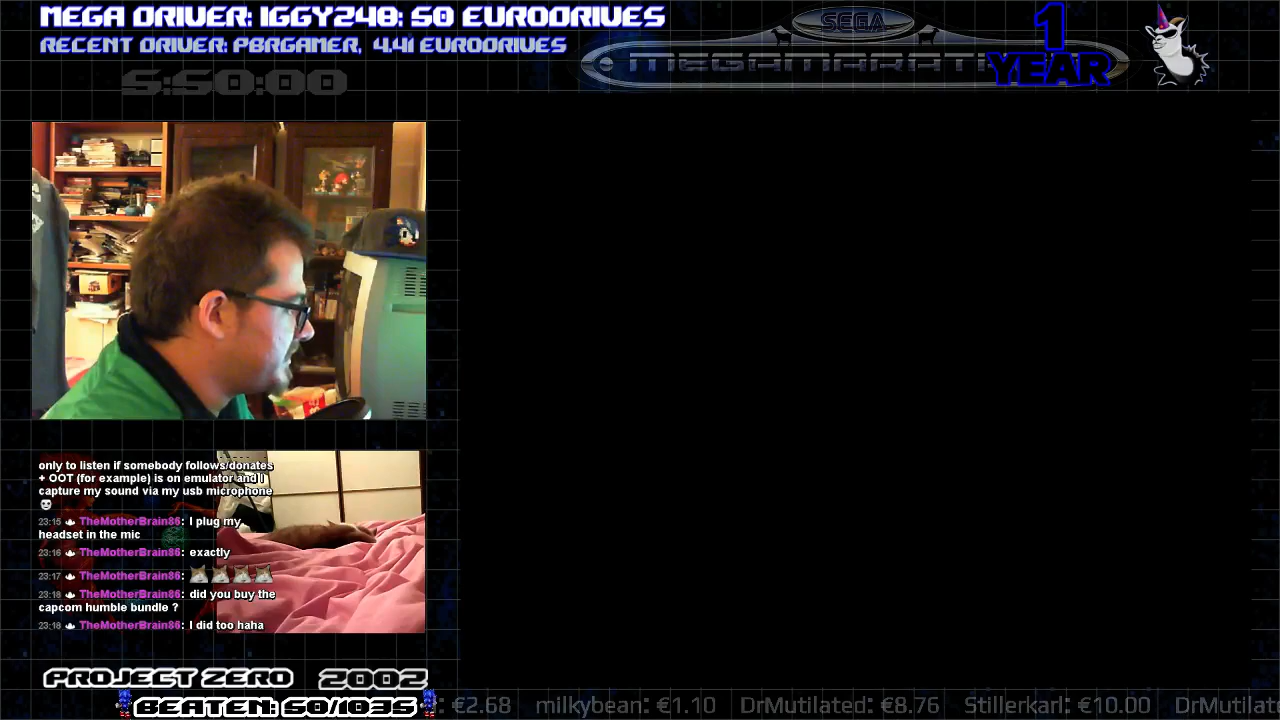 MEGA DRIVER: IGGY248: 50 EURODRIVES
RECENT DRIVER: P8RGAMER, 4.41 EURODRIVES
5:50:00
SEGA
MEGAMARAT
1
YEAR
only to listen if somebody follows/donates
+ OOT (for example) is on emulator and I
capture my sound via my usb microphone
23:15 TheMotherBrain86: I plug my
headset in the mic
23:16 TheMotherBrain86: exactly
23:17 TheMotherBrain86:
23:18 TheMotherBrain86: did you buy the
capcom humble bundle ?
23:18 TheMotherBrain86: I did too haha
PROJECT ZERO 2002
BEATEN: 50/1035
: €2.68 milkybean: €1.10 DrMutilated: €8.76 Stillerkarl: €10.00 DrMutilat